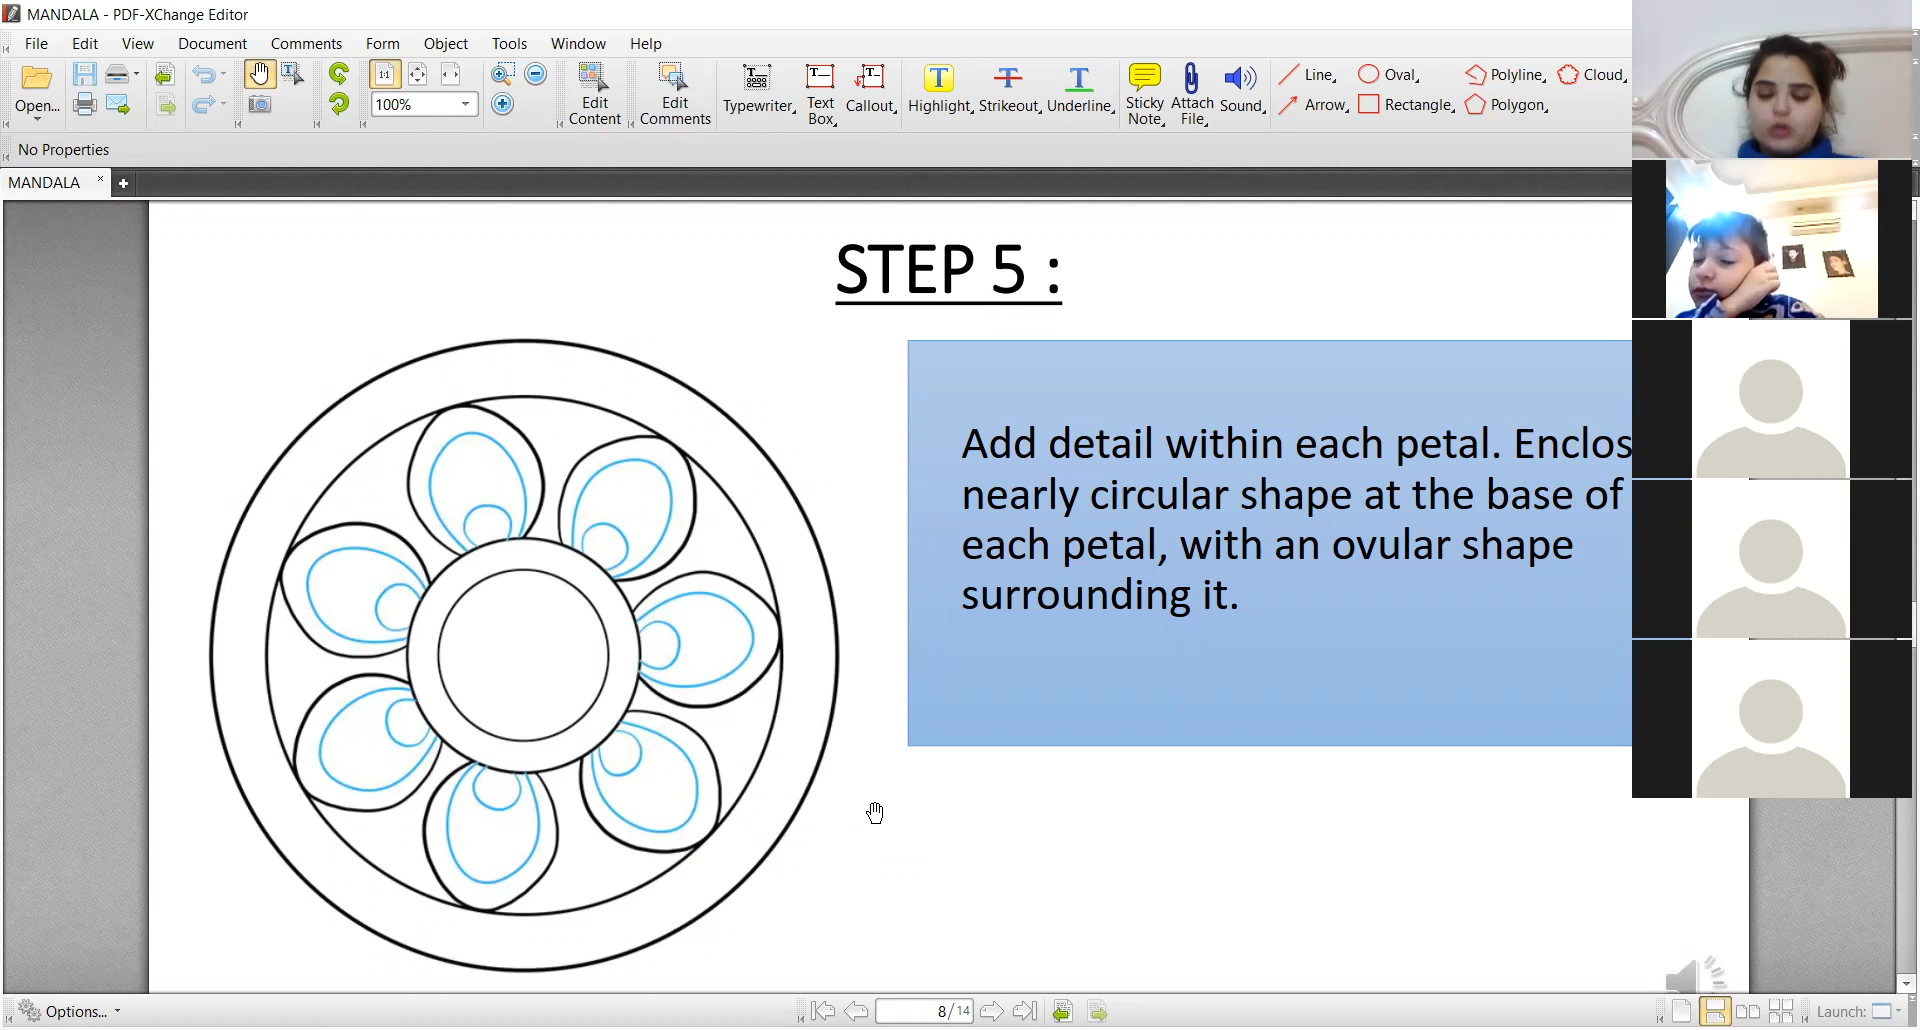 MANDALA - PDF-XChange Editor
File Edit View Document Comments Form Object Tools Window Help
Open...
1:1
100%
Edit Content
Edit Comments
Typewriter
Text Box
Callout
Highlight
Strikeout
Underline
Sticky Note
Attach File
Sound
Line
Arrow
Oval
Rectangle
Polyline
Polygon
Cloud
No Properties
MANDALA
STEP 5 :
Add detail within each petal. Enclos
nearly circular shape at the base of
each petal, with an ovular shape
surrounding it.
Options...
8 / 14
Launch: